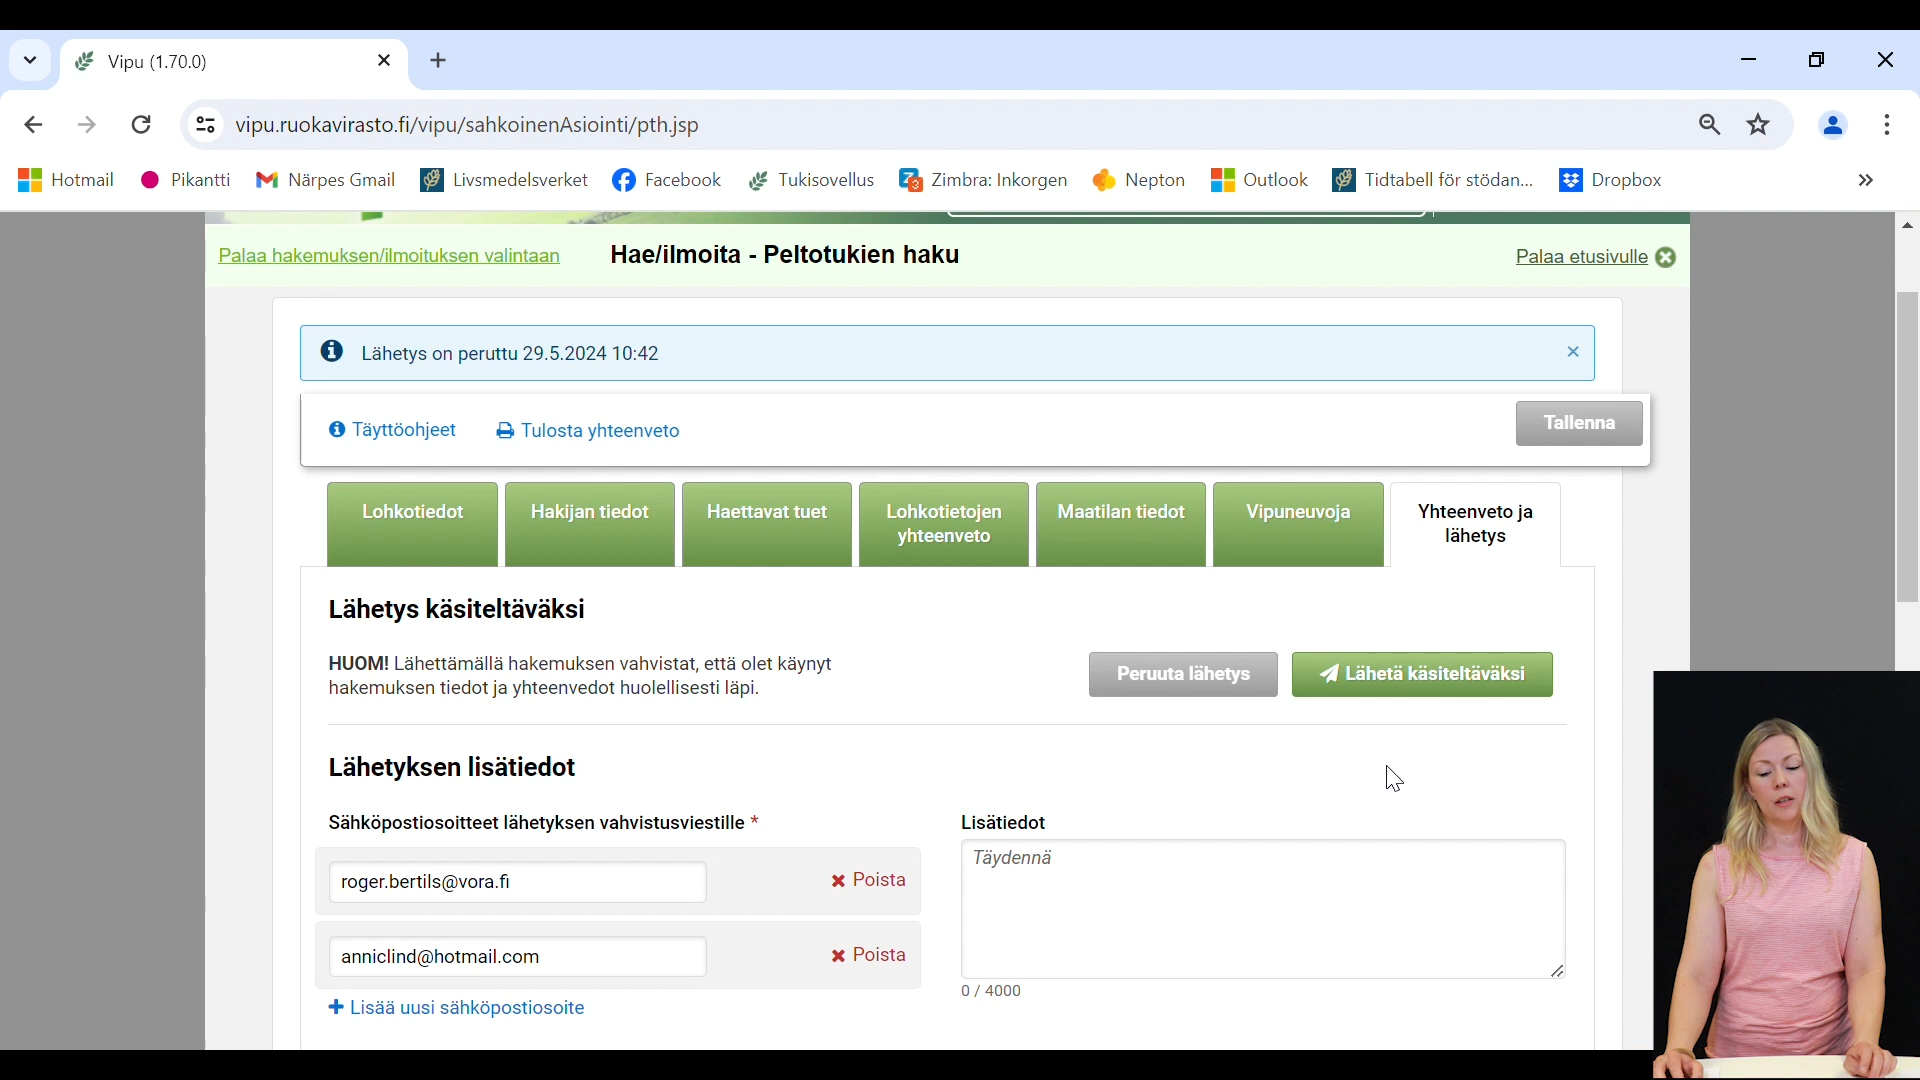 Vipu (1.70.0)
vipu.ruokavirasto.fi/vipu/sahkoinenAsiointi/pth.jsp
Hotmail Pikantti Närpes Gmail Livsmedelsverket Facebook Tukisovellus Zimbra: Inkorgen Nepton Outlook Tidtabell för stödan... Dropbox
Palaa hakemuksen/ilmoituksen valintaan Hae/ilmoita - Peltotukien haku Palaa etusivulle
Lähetys on peruttu 29.5.2024 10:42
Täyttöohjeet Tulosta yhteenveto Tallenna
Lohkotiedot Hakijan tiedot Haettavat tuet Lohkotietojen Maatilan tiedot Vipuneuvoja Yhteenveto ja
yhteenveto lähetys
Lähetys käsiteltäväksi
HUOM! Lähettämällä hakemuksen vahvistat, että olet käynyt
hakemuksen tiedot ja yhteenvedot huolellisesti läpi.
Peruuta lähetys Lähetä käsiteltäväksi
Lähetyksen lisätiedot
Sähköpostiosoitteet lähetyksen vahvistusviestille * Lisätiedot
Täydennä
roger.bertils@vora.fi Poista
anniclind@hotmail.com Poista
0 / 4000
Lisää uusi sähköpostiosoite